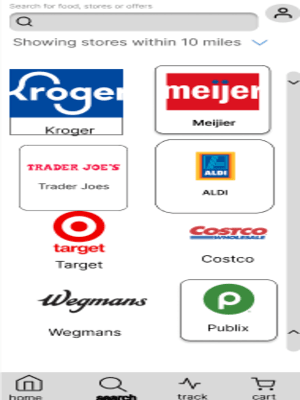 Search for food, stores or offers
Showing stores within 10 miles
Kroger meijer
Kroger Meijier
TRADER JOE'S ALDI
Trader Joes ALDI
target COSTCO
WHOLESALE
Target Costco
Wegmans p
Wegmans Publix
home search track cart